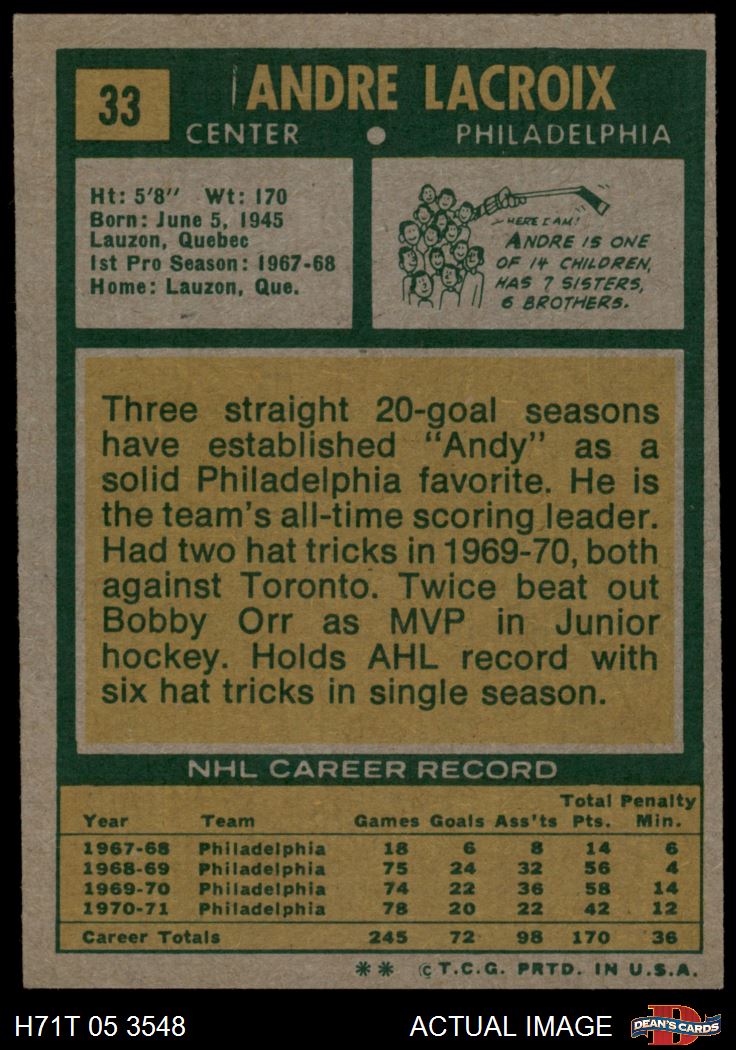 33
ANDRE LACROIX
CENTER • PHILADELPHIA
Ht: 5'8" Wt: 170
Born: June 5, 1945
Lauzon, Quebec
1st Pro Season: 1967-68
Home: Lauzon, Que.
HERE I AM!
ANDRE IS ONE
OF 14 CHILDREN,
HAS 7 SISTERS,
6 BROTHERS.
Three straight 20-goal seasons
have established "Andy" as a
solid Philadelphia favorite. He is
the team's all-time scoring leader.
Had two hat tricks in 1969-70, both
against Toronto. Twice beat out
Bobby Orr as MVP in Junior
hockey. Holds AHL record with
six hat tricks in single season.
NHL CAREER RECORD
Total Penalty
Year Team Games Goals Ass'ts Pts. Min.
1967-68 Philadelphia 18 6 8 14 6
1968-69 Philadelphia 75 24 32 56 4
1969-70 Philadelphia 74 22 36 58 14
1970-71 Philadelphia 78 20 22 42 12
Career Totals 245 72 98 170 36
** © T.C.G. PRTD. IN U.S.A.
H71T 05 3548 ACTUAL IMAGE DEAN'S CARDS